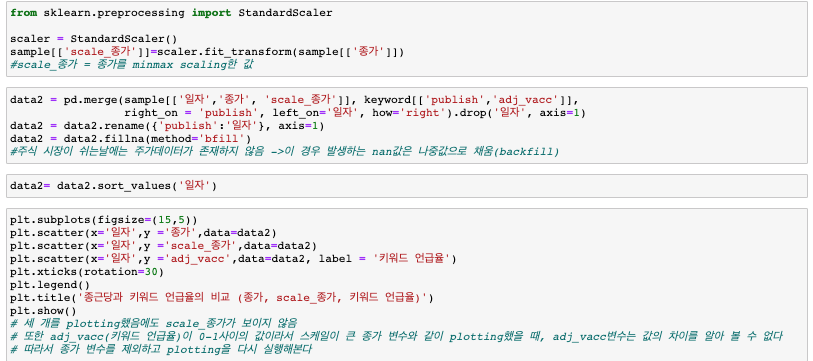 from sklearn.preprocessing import StandardScaler
scaler = StandardScaler()
sample[['scale_종가']]=scaler.fit_transform(sample[['종가']])
#scale_종가 = 종가를 minmax scaling한 값
data2 = pd.merge(sample[['일자','종가', 'scale_종가']], keyword[['publish','adj_vacc']],
right_on = 'publish', left_on='일자', how='right').drop('일자', axis=1)
data2 = data2.rename({'publish':'일자'}, axis=1)
data2 = data2.fillna(method='bfill')
#주식 시장이 쉬는날에는 주가데이터가 존재하지 않음 ->이 경우 발생하는 nan값은 나중값으로 채움(backfill)
data2= data2.sort_values('일자')
plt.subplots(figsize=(15,5))
plt.scatter(x='일자',y ='종가',data=data2)
plt.scatter(x='일자',y ='scale_종가',data=data2)
plt.scatter(x='일자',y ='adj_vacc',data=data2, label = '키워드 언급율')
plt.xticks(rotation=30)
plt.legend()
plt.title('종근당과 키워드 언급율의 비교 (종가, scale_종가, 키워드 언급율)')
plt.show()
# 세 개를 plotting했음에도 scale_종가가 보이지 않음
# 또한 adj_vacc(키워드 언급율)이 0-1사이의 값이라서 스케일이 큰 종가 변수와 같이 plotting했을 때, adj_vacc변수는 값의 차이를 알아 볼 수 없다
# 따라서 종가 변수를 제외하고 plotting을 다시 실행해본다